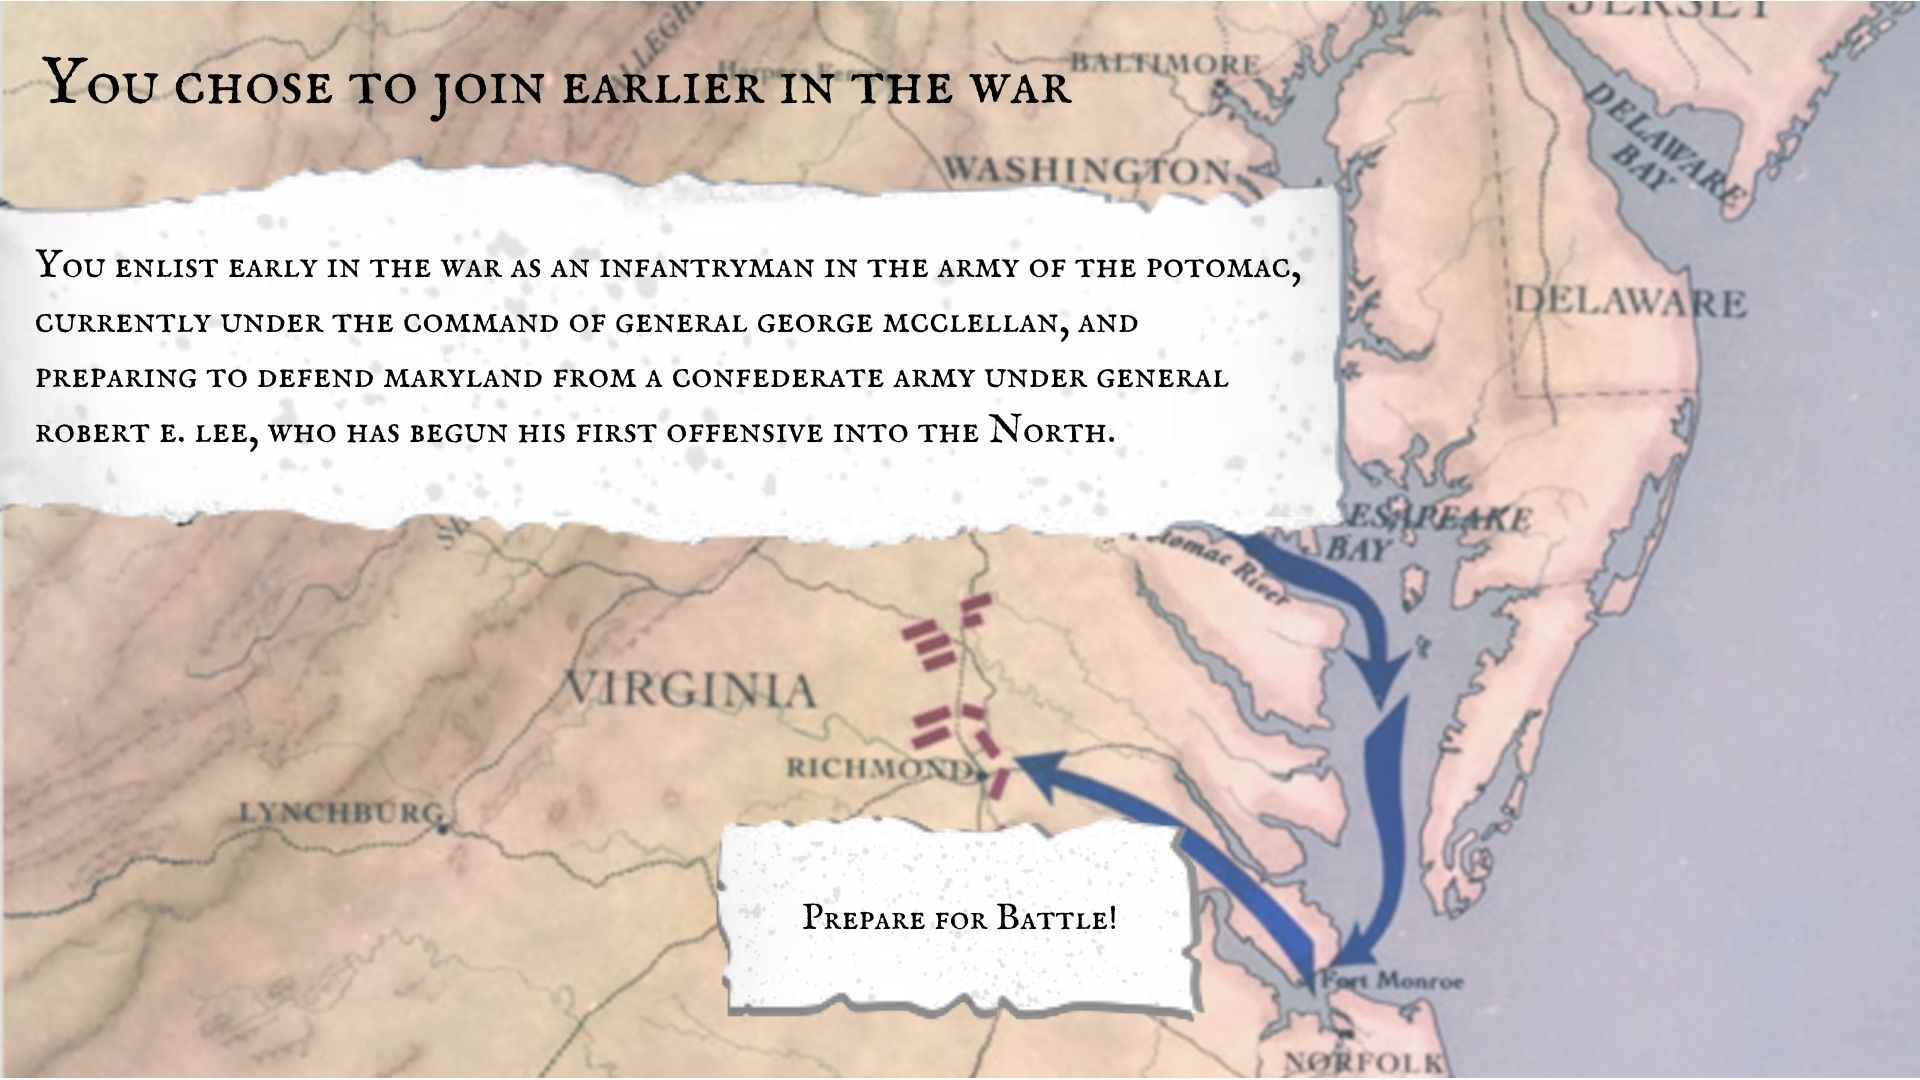 JERSEY
ALLEGH
Harpers Ferry
BALTIMORE
You chose to join earlier in the war
DELAWARE
BAY
WASHINGTON
You enlist early in the war as an infantryman in the army of the potomac,
currently under the command of general george mcclellan, and
preparing to defend maryland from a confederate army under general
robert e. lee, who has begun his first offensive into the North.
DELAWARE
ESAPEAKE
BAY
tomac River
VIRGINIA
RICHMOND
LYNCHBURG
Prepare for Battle!
Fort Monroe
NORFOLK